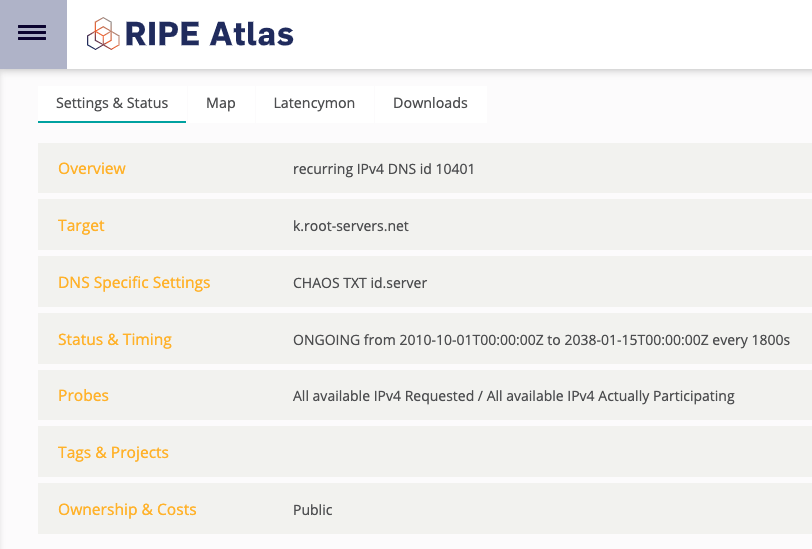 RIPE Atlas
Settings & Status Map Latencymon Downloads
Overview recurring IPv4 DNS id 10401
Target k.root-servers.net
DNS Specific Settings CHAOS TXT id.server
Status & Timing ONGOING from 2010-10-01T00:00:00Z to 2038-01-15T00:00:00Z every 1800s
Probes All available IPv4 Requested / All available IPv4 Actually Participating
Tags & Projects
Ownership & Costs Public